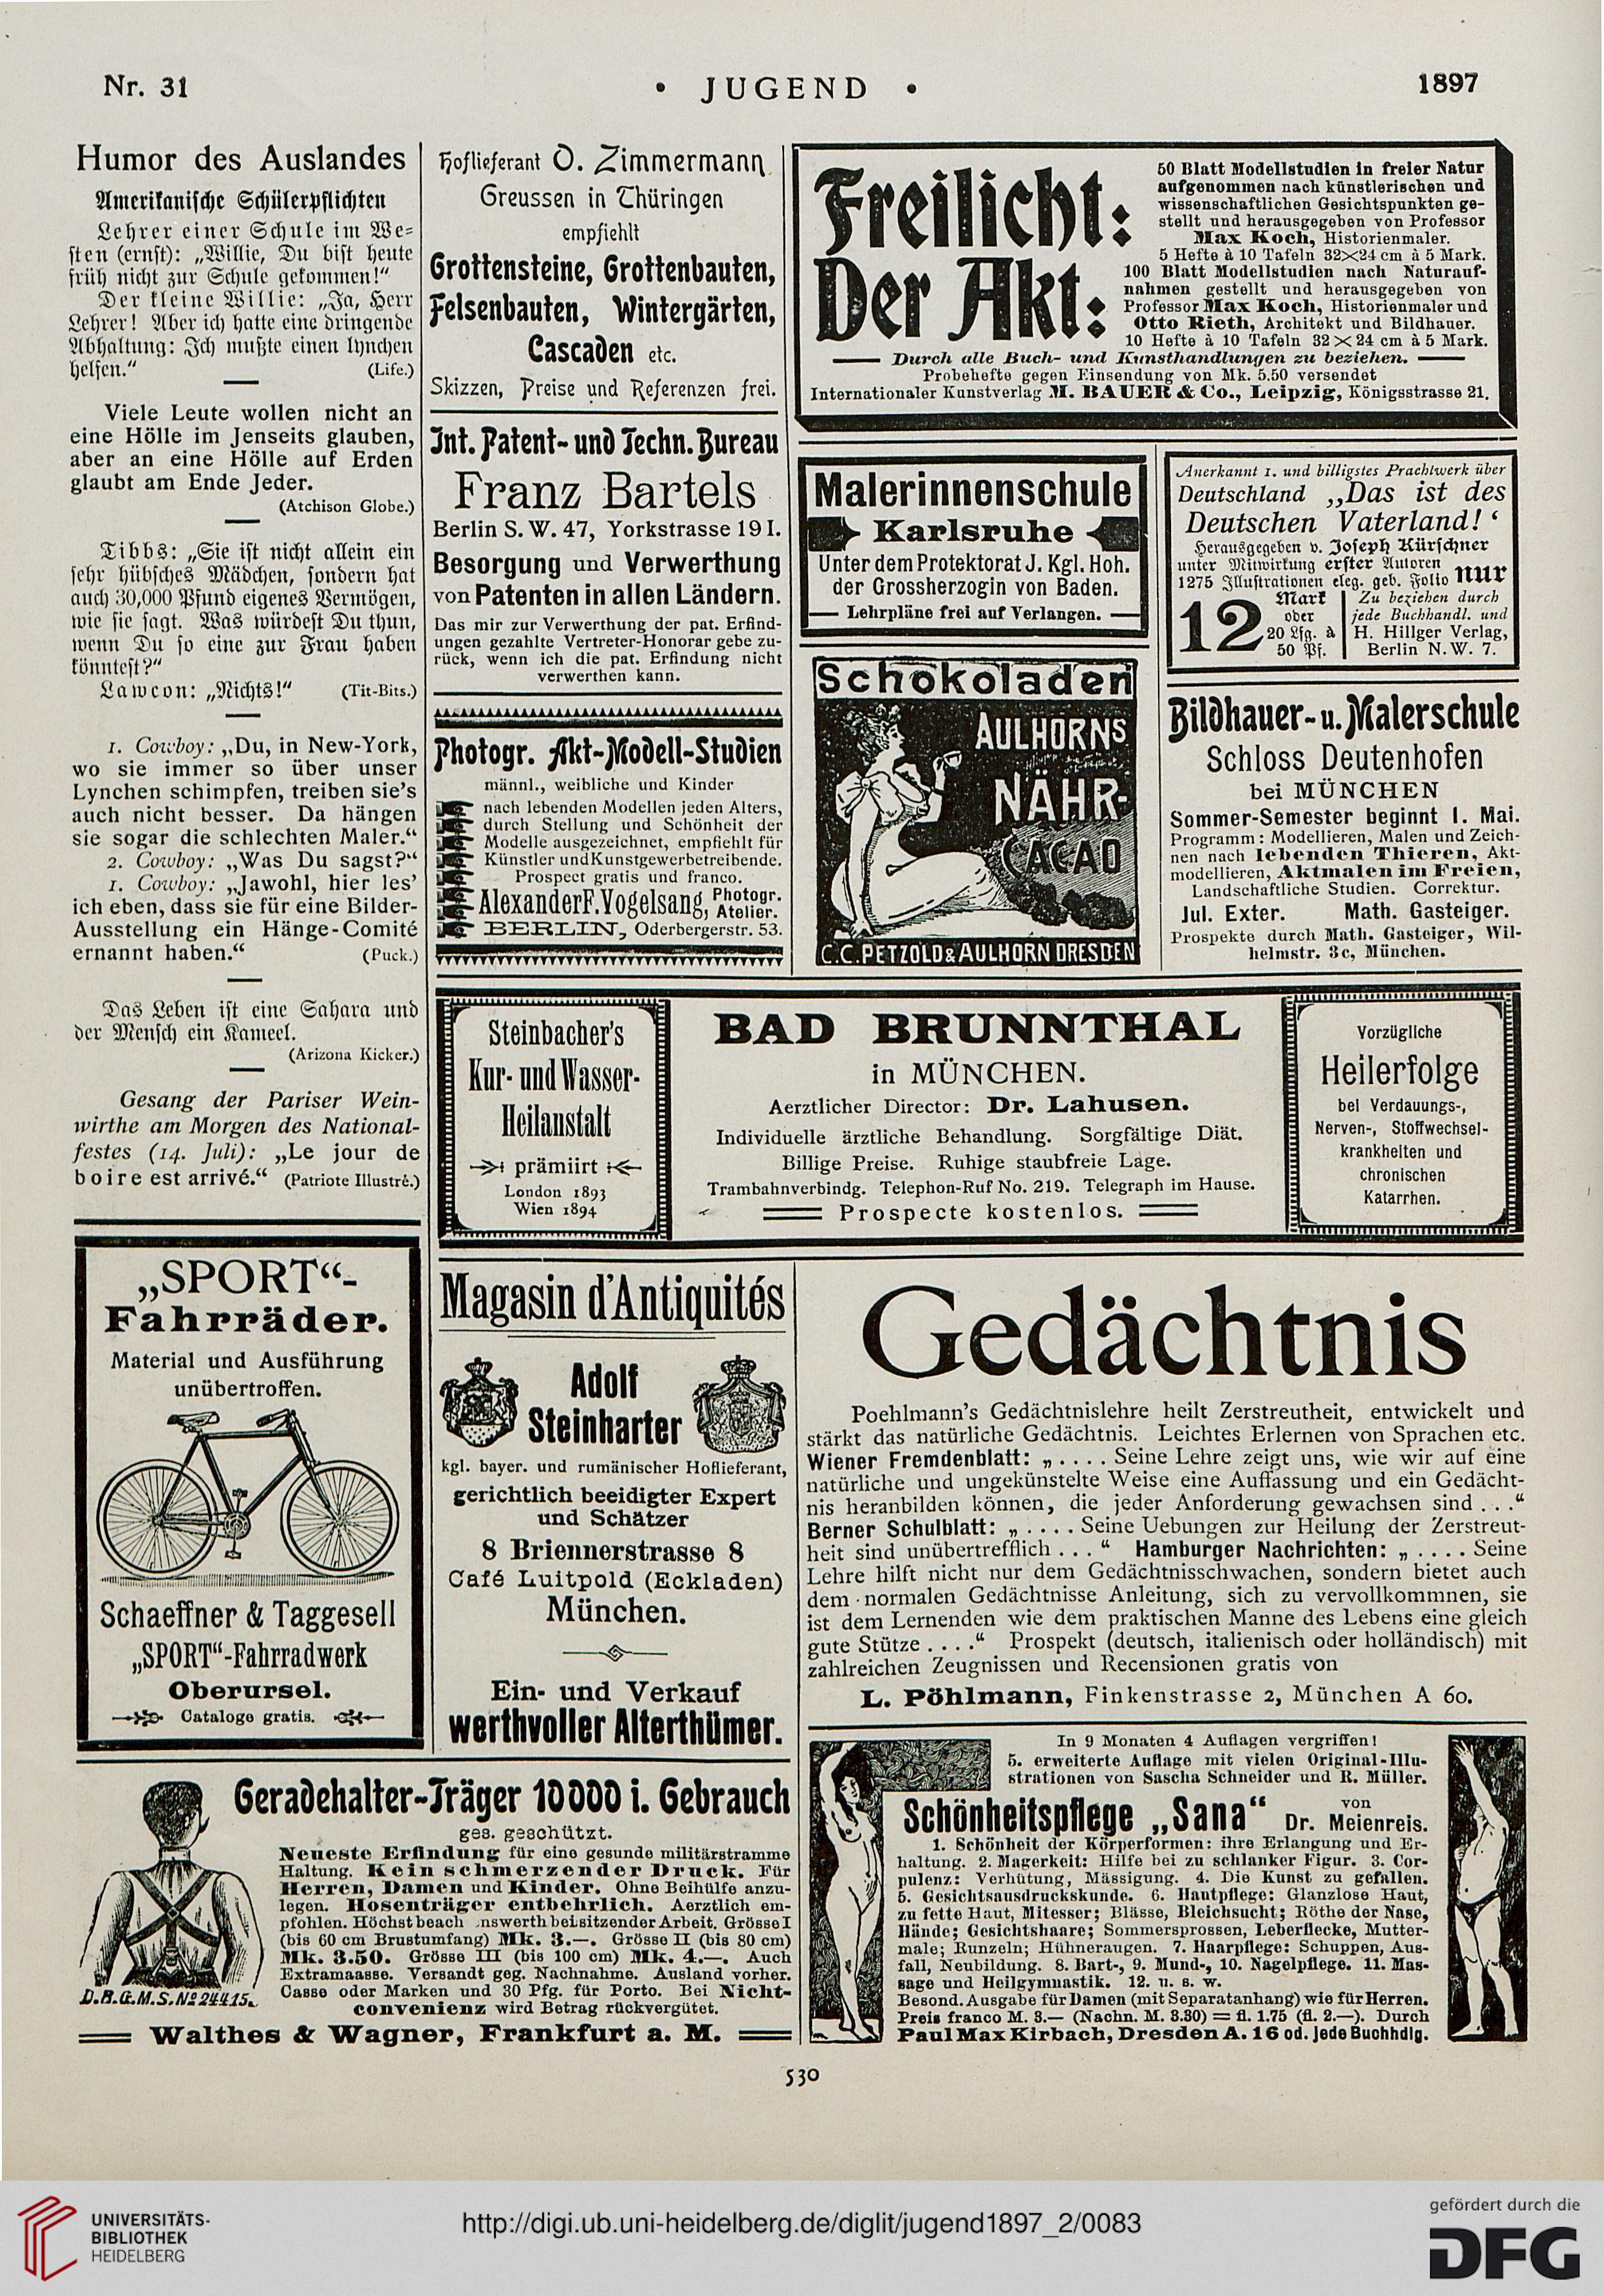 Nr. 31
• JUGEND •
1897
Humor des Auslandes
Amerikanische Schülerpflichten
Lehrer einer Schule im We-
sten (ernst): „Willie, Du bist heute
früh nicht zur Schule gekommen!“
Der kleine Willie: „Ja, Herr
Lehrer! Aber ich hatte eine dringende
Abhaltung: Ich mußte einen lynchen
helfen.“ (Life.)
Viele Leute wollen nicht an
eine Hölle im Jenseits glauben,
aber an eine Hölle auf Erden
glaubt am Ende Jeder.
(Atchison Globe.)
Tibbs: „Sie ist nicht allein ein
sehr hübsches Mädchen, sondern hat
auch 30,000 Pfund eigenes Vermögen,
wie sie sagt. Was würdest Du thun,
wenn Du so eine zur Frau haben
könntest?“
Lawcon: „Nichts!“ (Tit-Bits.)
1. Cowboy: „Du, in New-York,
wo sie immer so über unser
Lynchen schimpfen, treiben sie's
auch nicht besser. Da hängen
sie sogar die schlechten Maler.“
2. Cowboy: „Was Du sagst?“
1. Cowboy: „Jawohl, hier les'
ich eben, dass sie für eine Bilder-
Ausstellung ein Hänge-Comité
ernannt haben.“ (Puck.)
Das Leben ist eine Sahara und
der Mensch ein Kameel.
(Arizona Kicker.)
Gesang der Pariser Wein-
wirthe am Morgen des National-
festes (14. Juli): „Le jour de
boire est arrivé.“ (Patriote Illustré.)
„SPORT“-
Fahrräder.
Material und Ausführung
unübertroffen.
Schaeffner & Taggesell
„SPORT“-Fahrradwerk
Oberursel.
Cataloge gratis.
Hoflieferant O. Zimmermann
Greussen in Thüringen
empfiehlt
Grottensteine, Grottenbauten,
Felsenbauten, Wintergärten,
Cascaden etc.
Skizzen, Preise und Referenzen frei.
Int. Patent- und Techn. Bureau
Franz Bartels
Berlin S. W. 47, Yorkstrasse 19 I.
Besorgung und Verwerthung
von Patenten in allen Ländern.
Das mir zur Verwerthung der pat. Erfind-
ungen gezahlte Vertreter-Honorar gebe zu-
rück, wenn ich die pat. Erfindung nicht
verwerthen kann.
Photogr. Akt-Modell-Studien
männl., weibliche und Kinder
nach lebenden Modellen jeden Alters,
durch Stellung und Schönheit der
Modelle ausgezeichnet, empfiehlt für
Künstler und Kunstgewerbetreibende.
Prospect gratis und franco.
Alexander F. Vogelsang, Photogr. Atelier.
BERLIN, Oderbergerstr. 53.
Freilicht:
50 Blatt Modellstudien in freier Natur
aufgenommen nach künstlerischen und
wissenschaftlichen Gesichtspunkten ge-
stellt und herausgegeben von Professor
Max Koch, Historienmaler.
5 Hefte à 10 Tafeln 32×24 cm à 5 Mark.
Der Akt:
100 Blatt Modellstudien nach Naturauf-
nahmen gestellt und herausgegeben von
Professor Max Koch, Historienmaler und
Otto Rieth, Architekt und Bildhauer.
10 Hefte à 10 Tafeln 32×24 cm à 5 Mark.
Durch alle Buch- und Kunsthandlungen zu beziehen.
Probehefte gegen Einsendung von Mk. 5.50 versendet
Internationaler Kunstverlag M. BAUER & Co., Leipzig, Königsstrasse 21.
Malerinnenschule
Karlsruhe
Unter dem Protektorat J. Kgl. Hoh.
der Grossherzogin von Baden.
Lehrpläne frei auf Verlangen.
Schokoladen
AULHORNS
NÄHR-
CACAO
C.C. PETZOLD & AULHORN DRESDEN
Anerkannt 1. und billigstes Prachtwerk über
Deutschland „Das ist des
Deutschen Vaterland!‘
Herausgegeben v. Joseph Kürschner
unter Mitwirkung erster Autoren
1275 Illustrationen eleg. geb. Folio nur
12 Mark
oder
20 Lfg. à
50 Pf.
Zu beziehen durch
jede Buchhandl. und
H. Hillger Verlag,
Berlin N. W. 7.
Bildhauer- u. Malerschule
Schloss Deutenhofen
bei MÜNCHEN
Sommer-Semester beginnt 1. Mai.
Programm: Modellieren, Malen und Zeich-
nen nach lebenden Thieren, Akt-
modellieren, Aktmalen im Freien,
Landschaftliche Studien. Correktur.
Jul. Exter. Math. Gasteiger.
Prospekte durch Math. Gasteiger, Wil-
helmstr. 3c, München.
Steinbacher's
Kur- und Wasser-
Heilanstalt
prämiirt
London 1893
Wien 1894
BAD BRUNNTHAL
in MÜNCHEN.
Aerztlicher Director: Dr. Lahusen.
Individuelle ärztliche Behandlung. Sorgfältige Diät.
Billige Preise. Ruhige staubfreie Lage.
Trambahnverbindg. Telephon-Ruf No. 219. Telegraph im Hause.
Prospecte kostenlos.
Vorzügliche
Heilerfolge
bei Verdauungs-,
Nerven-, Stoffwechsel-
krankheiten und
chronischen
Katarrhen.
Magasin d'Antiquités
Adolf
Steinharter
kgl. bayer. und rumänischer Hoflieferant,
gerichtlich beeidigter Expert
und Schätzer
8 Briennerstrasse 8
Café Luitpold (Eckladen)
München.
Ein- und Verkauf
werthvoller Alterthümer.
Gedächtnis
Poehlmann's Gedächtnislehre heilt Zerstreutheit, entwickelt und
stärkt das natürliche Gedächtnis. Leichtes Erlernen von Sprachen etc.
Wiener Fremdenblatt: „ . . . . Seine Lehre zeigt uns, wie wir auf eine
natürliche und ungekünstelte Weise eine Auffassung und ein Gedächt-
nis heranbilden können, die jeder Anforderung gewachsen sind . . .“
Berner Schulblatt: „ . . . . Seine Uebungen zur Heilung der Zerstreut-
heit sind unübertrefflich . . . “ Hamburger Nachrichten: „ . . . . Seine
Lehre hilft nicht nur dem Gedächtnisschwachen, sondern bietet auch
dem normalen Gedächtnisse Anleitung, sich zu vervollkommnen, sie
ist dem Lernenden wie dem praktischen Manne des Lebens eine gleich
gute Stütze . . . .“ Prospekt (deutsch, italienisch oder holländisch) mit
zahlreichen Zeugnissen und Recensionen gratis von
L. Pöhlmann, Finkenstrasse 2, München A 60.
Geradehalter-Träger 10000 i. Gebrauch
ges. geschützt.
Neueste Erfindung für eine gesunde militärstramme
Haltung. Kein schmerzender Druck. Für
Herren, Damen und Kinder. Ohne Beihülfe anzu-
legen. Hosenträger entbehrlich. Aerztlich em-
pfohlen. Höchst beach nswerth bei sitzender Arbeit. Grösse I
(bis 60 cm Brustumfang) Mk. 3.—. Grösse II (bis 80 cm)
Mk. 3.50. Grösse III (bis 100 cm) Mk. 4.—. Auch
Extramaasse. Versandt geg. Nachnahme. Ausland vorher.
Casse oder Marken und 30 Pfg. für Porto. Bei Nicht-
convenienz wird Betrag rückvergütet.
D.R.G.M.S. No 24415.
Walthes & Wagner, Frankfurt a. M.
In 9 Monaten 4 Auflagen vergriffen!
5. erweiterte Auflage mit vielen Original-Illu-
strationen von Sascha Schneider und R. Müller.
Schönheitspflege „Sana“ von Dr. Meienreis.
1. Schönheit der Körperformen: ihre Erlangung und Er-
haltung. 2. Magerkeit: Hilfe bei zu schlanker Figur. 3. Cor-
pulenz: Verhütung, Mässigung. 4. Die Kunst zu gefallen.
5. Gesichtsausdruckskunde. 6. Hautpflege: Glanzlose Haut,
zu fette Haut, Mitesser; Blässe, Bleichsucht; Röthe der Nase,
Hände; Gesichtshaare; Sommersprossen, Leberflecke, Mutter-
male; Runzeln; Hühneraugen. 7. Haarpflege: Schuppen, Aus-
fall, Neubildung. 8. Bart-, 9. Mund-, 10. Nagelpflege. 11. Mas-
sage und Heilgymnastik. 12. u. s. w.
Besond. Ausgabe für Damen (mit Separatanhang) wie für Herren.
Preis franco M. 3.— (Nachn. M. 3.30) = fl. 1.75 (fl. 2.—). Durch
Paul Max Kirbach, Dresden A. 16 od. jede Buchhdlg.
530
UNIVERSITÄTS-
BIBLIOTHEK
HEIDELBERG
http://digi.ub.uni-heidelberg.de/diglit/jugend1897_2/0083
gefördert durch die
DFG